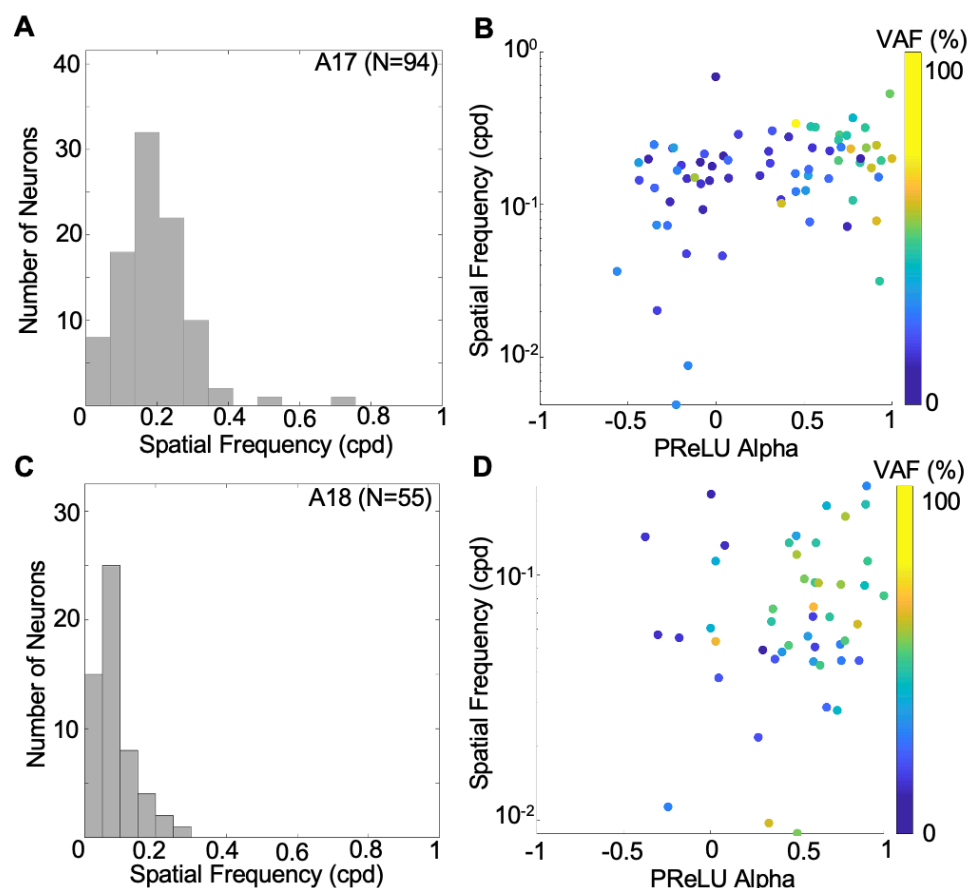 A
A17 (N=94)
40
30
20
10
0
0.2
0.4
0.6
0.8
1
Number of Neurons
Spatial Frequency (cpd)
B
VAF (%)
100
0
10^0
10^-1
10^-2
-1
-0.5
0
0.5
1
Spatial Frequency (cpd)
PReLU Alpha
C
A18 (N=55)
30
20
10
0
0
0.2
0.4
0.6
0.8
1
Number of Neurons
Spatial Frequency (cpd)
D
VAF (%)
100
0
10^-1
10^-2
-1
-0.5
0
0.5
1
Spatial Frequency (cpd)
PReLU Alpha